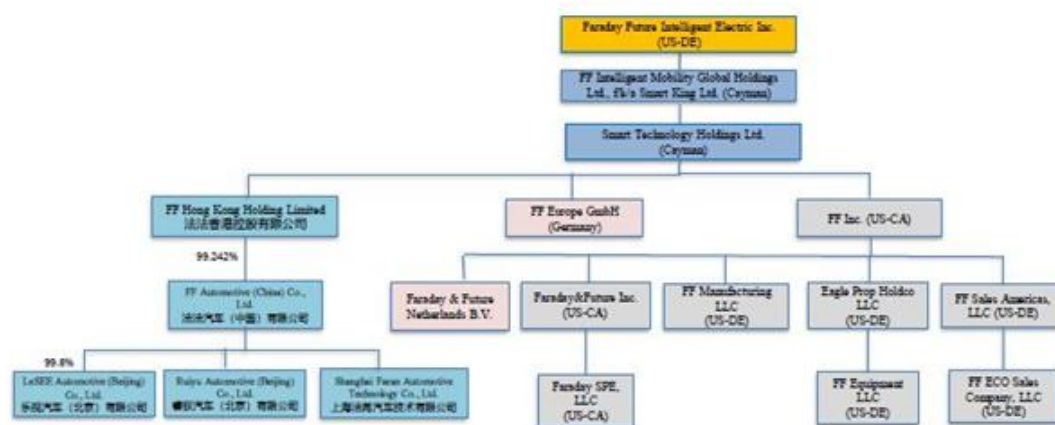 Faraday Future Intelligent Electric Inc.
(US-DE)
FF Intelligent Mobility Global Holdings
Ltd., f/k/a Smart King Ltd. (Cayman)
Smart Technology Holdings Ltd.
(Cayman)
FF Hong Kong Holding Limited
法法香港控股有限公司
FF Europe GmbH
(Germany)
FF Inc. (US-CA)
99.242%
FF Automotive (China) Co.,
Ltd.
法法汽车（中国）有限公司
Faraday & Future
Netherlands B.V.
Faraday&Future Inc.
(US-CA)
FF Manufacturing
LLC
(US-DE)
Eagle Prop Holdco
LLC
(US-DE)
FF Sales Americas,
LLC (US-DE)
99.8%
LeSEE Automotive (Beijing)
Co., Ltd.
乐视汽车（北京）有限公司
Ruiyu Automotive (Beijing)
Co., Ltd.
睿驭汽车（北京）有限公司
Shanghai Faran Automotive
Technology Co., Ltd.
上海法然汽车技术有限公司
Faraday SPE,
LLC
(US-CA)
FF Equipment
LLC
(US-DE)
FF ECO Sales
Company, LLC
(US-DE)